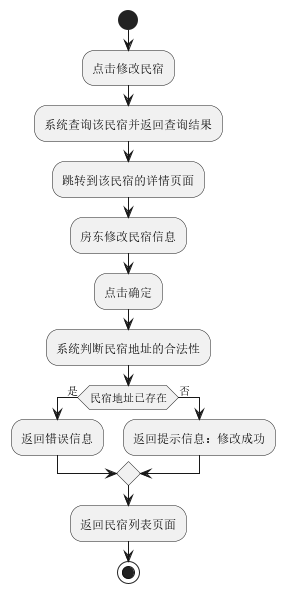 点击修改民宿
系统查询该民宿并返回查询结果
跳转到该民宿的详情页面
房东修改民宿信息
点击确定
系统判断民宿地址的合法性
是
民宿地址已存在
否
返回错误信息
返回提示信息：修改成功
返回民宿列表页面